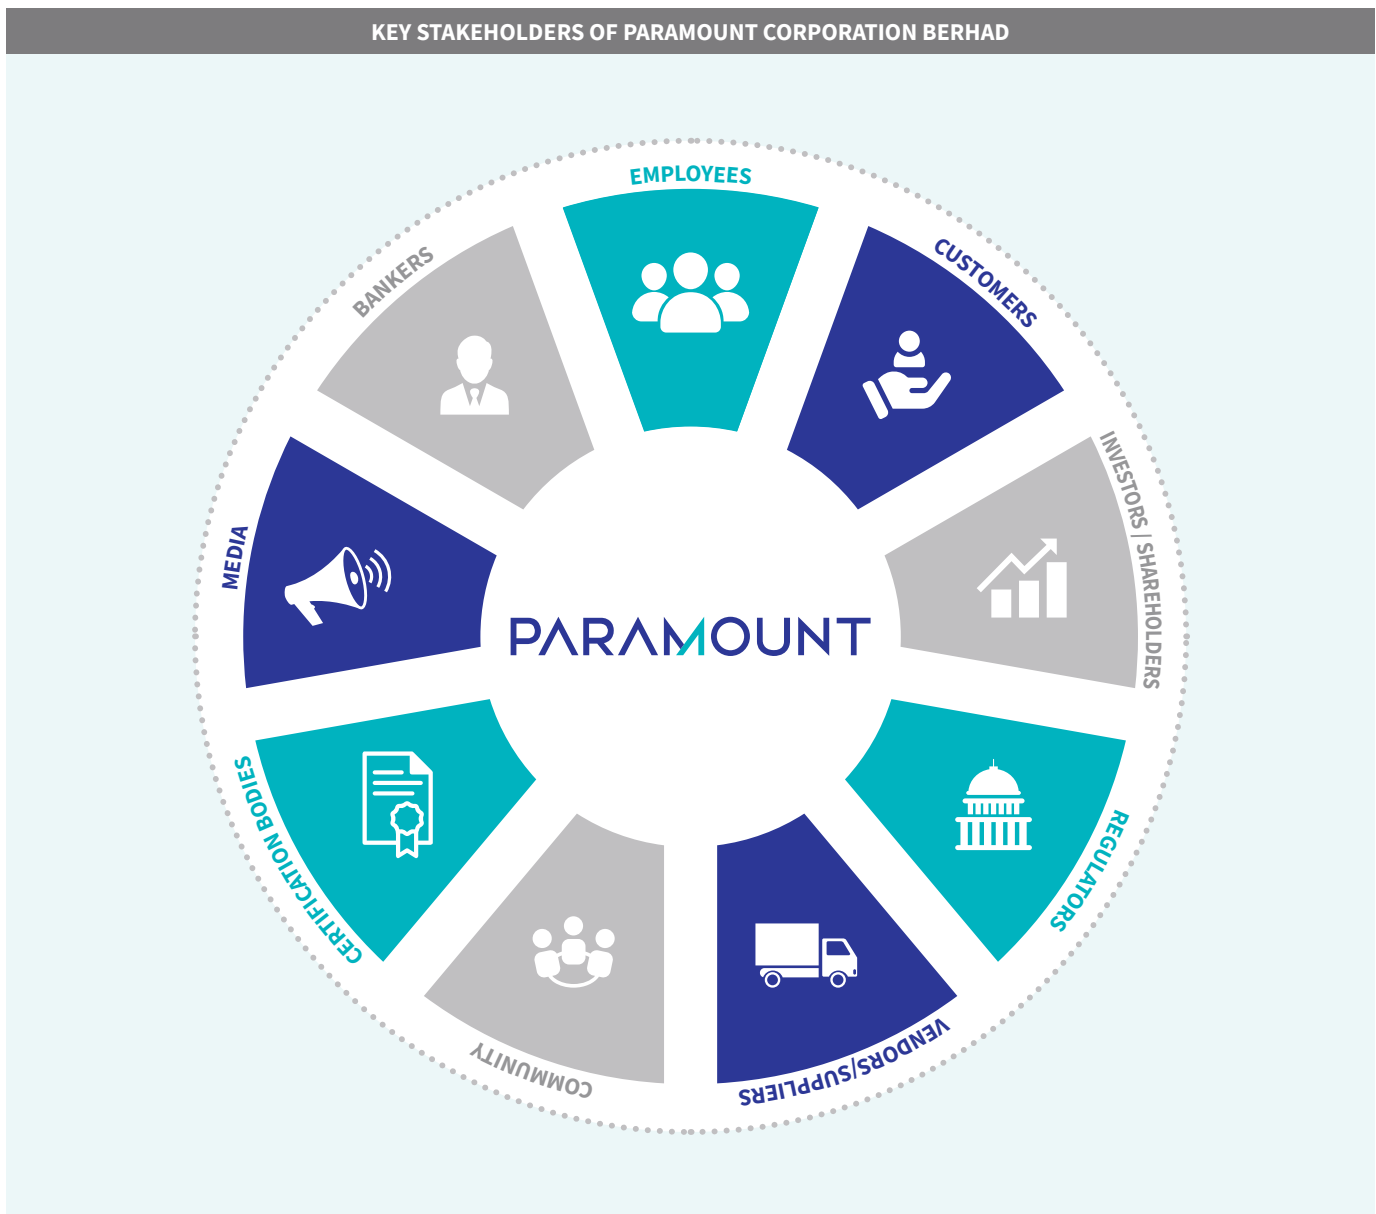 KEY STAKEHOLDERS OF PARAMOUNT CORPORATION BERHAD
EMPLOYEES
CUSTOMERS
INVESTORS / SHAREHOLDERS
REGULATORS
VENDORS/SUPPLIERS
COMMUNITY
CERTIFICATION BODIES
MEDIA
BANKERS
PARAMOUNT